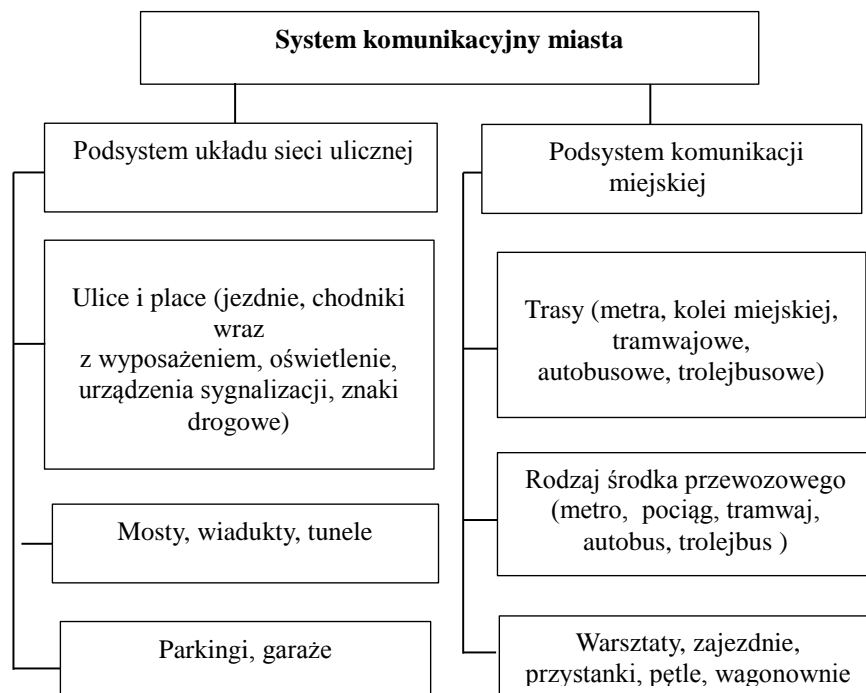 System komunikacyjny miasta
Podsystem układu sieci ulicznej
Ulice i place (jezdnie, chodniki
wraz
z wyposażeniem, oświetlenie,
urządzenia sygnalizacji, znaki
drogowe)
Mosty, wiadukty, tunele
Parkingi, garaże
Podsystem komunikacji
miejskiej
Trasy (metra, kolei miejskiej,
tramwajowe,
autobusowe, trolejbusowe)
Rodzaj środka przewozowego
(metro, pociąg, tramwaj,
autobus, trolejbus )
Warsztaty, zajezdnie,
przystanki, pętle, wagonownie